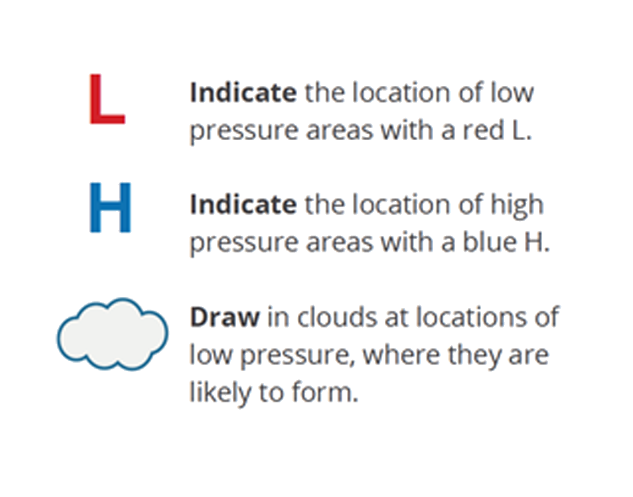 L
Indicate the location of low
pressure areas with a red L.
H
Indicate the location of high
pressure areas with a blue H.
Draw in clouds at locations of
low pressure, where they are
likely to form.